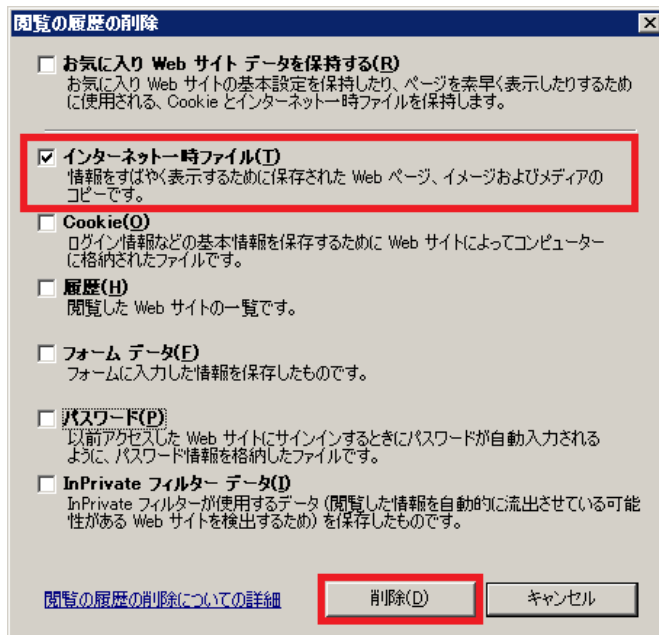 閲覧の履歴の削除
お気に入り Web サイト データを保持する(R)
お気に入り Web サイトの基本設定を保持したり、ページを素早く表示したりするため
に使用される、Cookie とインターネット一時ファイルを保持します。
インターネット一時ファイル(T)
情報をすばやく表示するために保存された Web ページ、イメージおよびメディアの
コピーです。
Cookie(O)
ログイン情報などの基本情報を保存するために Web サイトによってコンピューター
に格納されたファイルです。
履歴(H)
閲覧した Web サイトの一覧です。
フォーム データ(F)
フォームに入力した情報を保存したものです。
パスワード(P)
以前アクセスした Web サイトにサインインするときにパスワードが自動入力される
ように、パスワード情報を格納したファイルです。
InPrivate フィルター データ(I)
InPrivate フィルターが使用するデータ (閲覧した情報を自動的に流出させている可能
性がある Web サイトを検出するため) を保存したものです。
閲覧の履歴の削除についての詳細
削除(D)
キャンセル